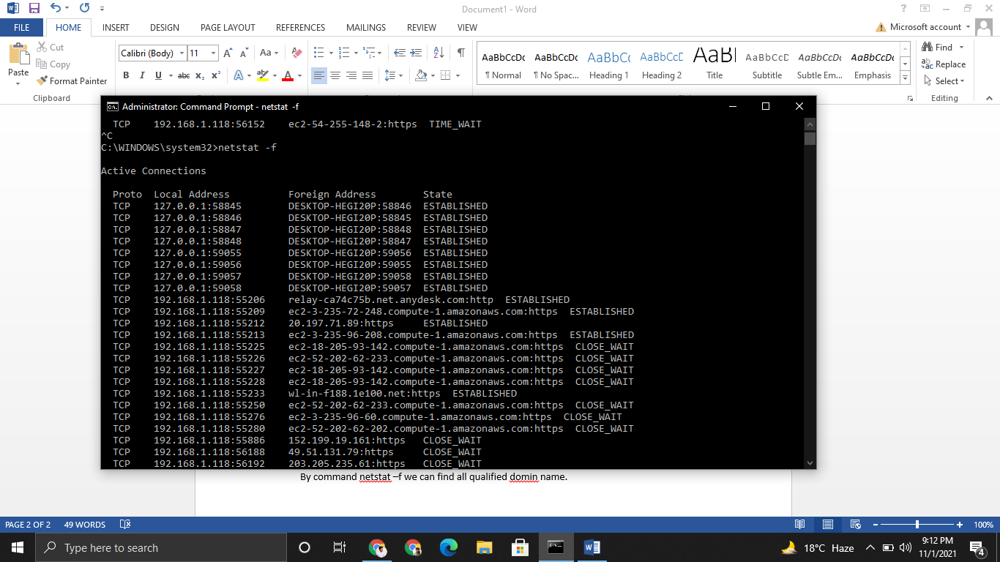 Document1 - Word
FILE HOME INSERT DESIGN PAGE LAYOUT REFERENCES MAILINGS REVIEW VIEW Microsoft account
Cut
Copy
Format Painter
Paste
Clipboard
Calibri (Body) 11
AaBbCcDc AaBbCcDc AaBbCc AaBbCcD AaB AaBbCcD AaBbCcDc AaBbCcDc
¶ Normal ¶ No Spac... Heading 1 Heading 2 Title Subtitle Subtle Em... Emphasis
Find
Replace
Select
Editing
Administrator: Command Prompt - netstat -f
TCP 192.168.1.118:56152 ec2-54-255-148-2:https TIME_WAIT
^C
C:\WINDOWS\system32>netstat -f
Active Connections
Proto Local Address Foreign Address State
TCP 127.0.0.1:58845 DESKTOP-HEGI20P:58846 ESTABLISHED
TCP 127.0.0.1:58846 DESKTOP-HEGI20P:58845 ESTABLISHED
TCP 127.0.0.1:58847 DESKTOP-HEGI20P:58848 ESTABLISHED
TCP 127.0.0.1:58848 DESKTOP-HEGI20P:58847 ESTABLISHED
TCP 127.0.0.1:59055 DESKTOP-HEGI20P:59056 ESTABLISHED
TCP 127.0.0.1:59056 DESKTOP-HEGI20P:59055 ESTABLISHED
TCP 127.0.0.1:59057 DESKTOP-HEGI20P:59058 ESTABLISHED
TCP 127.0.0.1:59058 DESKTOP-HEGI20P:59057 ESTABLISHED
TCP 192.168.1.118:55206 relay-ca74c75b.net.anydesk.com:http ESTABLISHED
TCP 192.168.1.118:55209 ec2-3-235-72-248.compute-1.amazonaws.com:https ESTABLISHED
TCP 192.168.1.118:55212 20.197.71.89:https ESTABLISHED
TCP 192.168.1.118:55213 ec2-3-235-96-208.compute-1.amazonaws.com:https ESTABLISHED
TCP 192.168.1.118:55225 ec2-18-205-93-142.compute-1.amazonaws.com:https CLOSE_WAIT
TCP 192.168.1.118:55226 ec2-52-202-62-233.compute-1.amazonaws.com:https CLOSE_WAIT
TCP 192.168.1.118:55227 ec2-18-205-93-142.compute-1.amazonaws.com:https CLOSE_WAIT
TCP 192.168.1.118:55228 ec2-18-205-93-142.compute-1.amazonaws.com:https CLOSE_WAIT
TCP 192.168.1.118:55233 wl-in-f188.1e100.net:https ESTABLISHED
TCP 192.168.1.118:55250 ec2-52-202-62-233.compute-1.amazonaws.com:https CLOSE_WAIT
TCP 192.168.1.118:55276 ec2-3-235-96-60.compute-1.amazonaws.com:https CLOSE_WAIT
TCP 192.168.1.118:55280 ec2-52-202-62-202.compute-1.amazonaws.com:https CLOSE_WAIT
TCP 192.168.1.118:55886 152.199.19.161:https CLOSE_WAIT
TCP 192.168.1.118:56188 49.51.131.79:https CLOSE_WAIT
TCP 192.168.1.118:56192 203.205.235.61:https CLOSE_WAIT
By command netstat –f we can find all qualified domin name.
PAGE 2 OF 2 49 WORDS 100%
Type here to search
18°C Haze
9:12 PM
11/1/2021
4